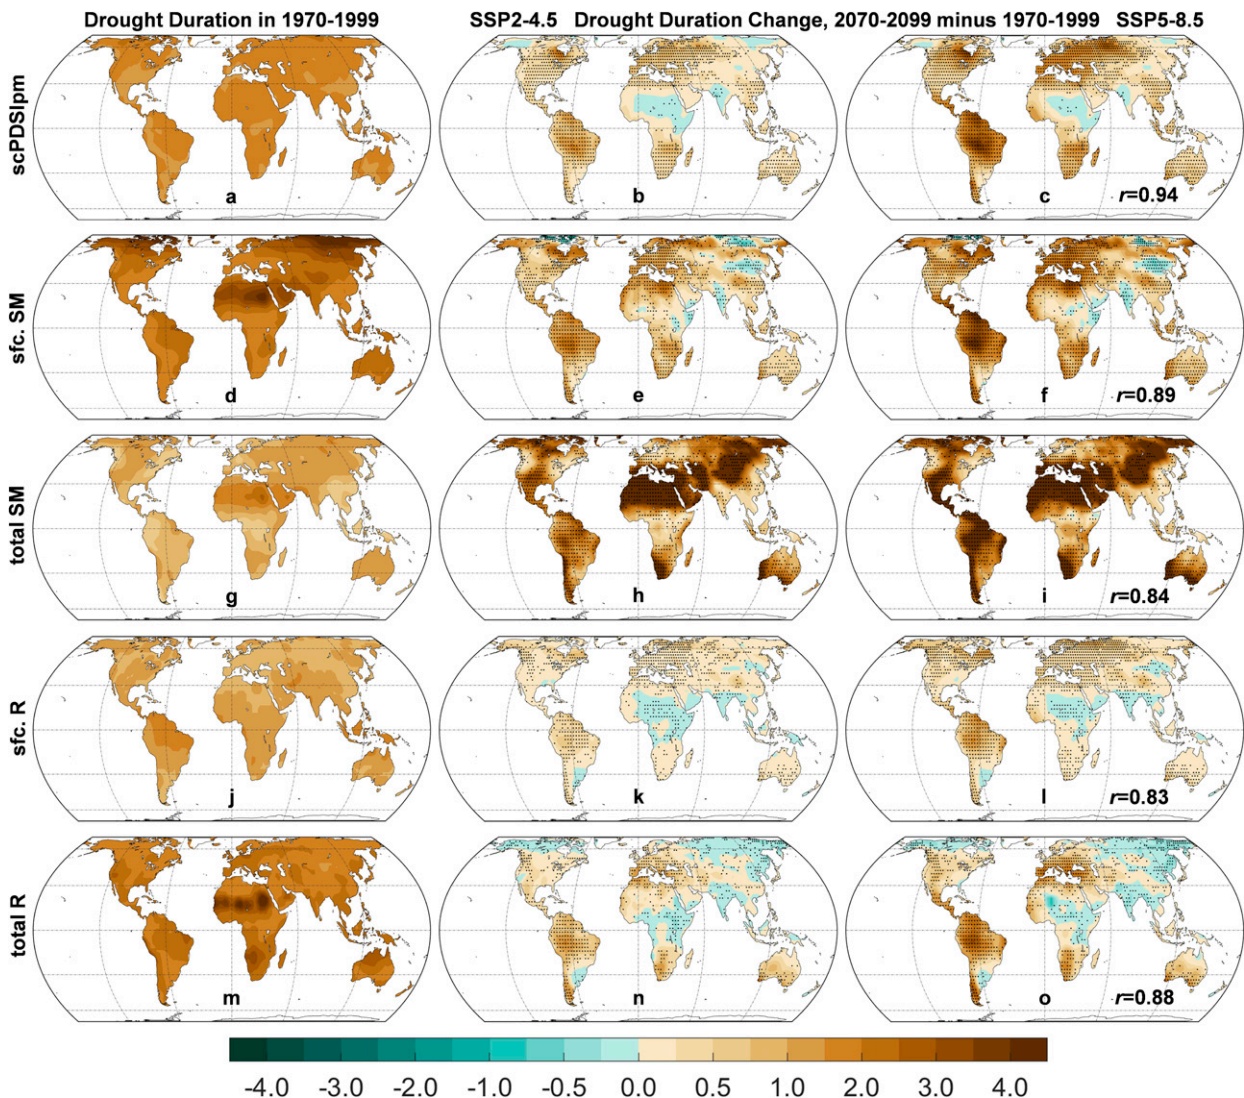 Drought Duration in 1970-1999
SSP2-4.5 Drought Duration Change, 2070-2099 minus 1970-1999 SSP5-8.5
scPDSIpm
a
b
c
r=0.94
sfc. SM
d
e
f
r=0.89
total SM
g
h
i
r=0.84
sfc. R
j
k
l
r=0.83
total R
m
n
o
r=0.88
-4.0 -3.0 -2.0 -1.0 -0.5 0.0 0.5 1.0 2.0 3.0 4.0